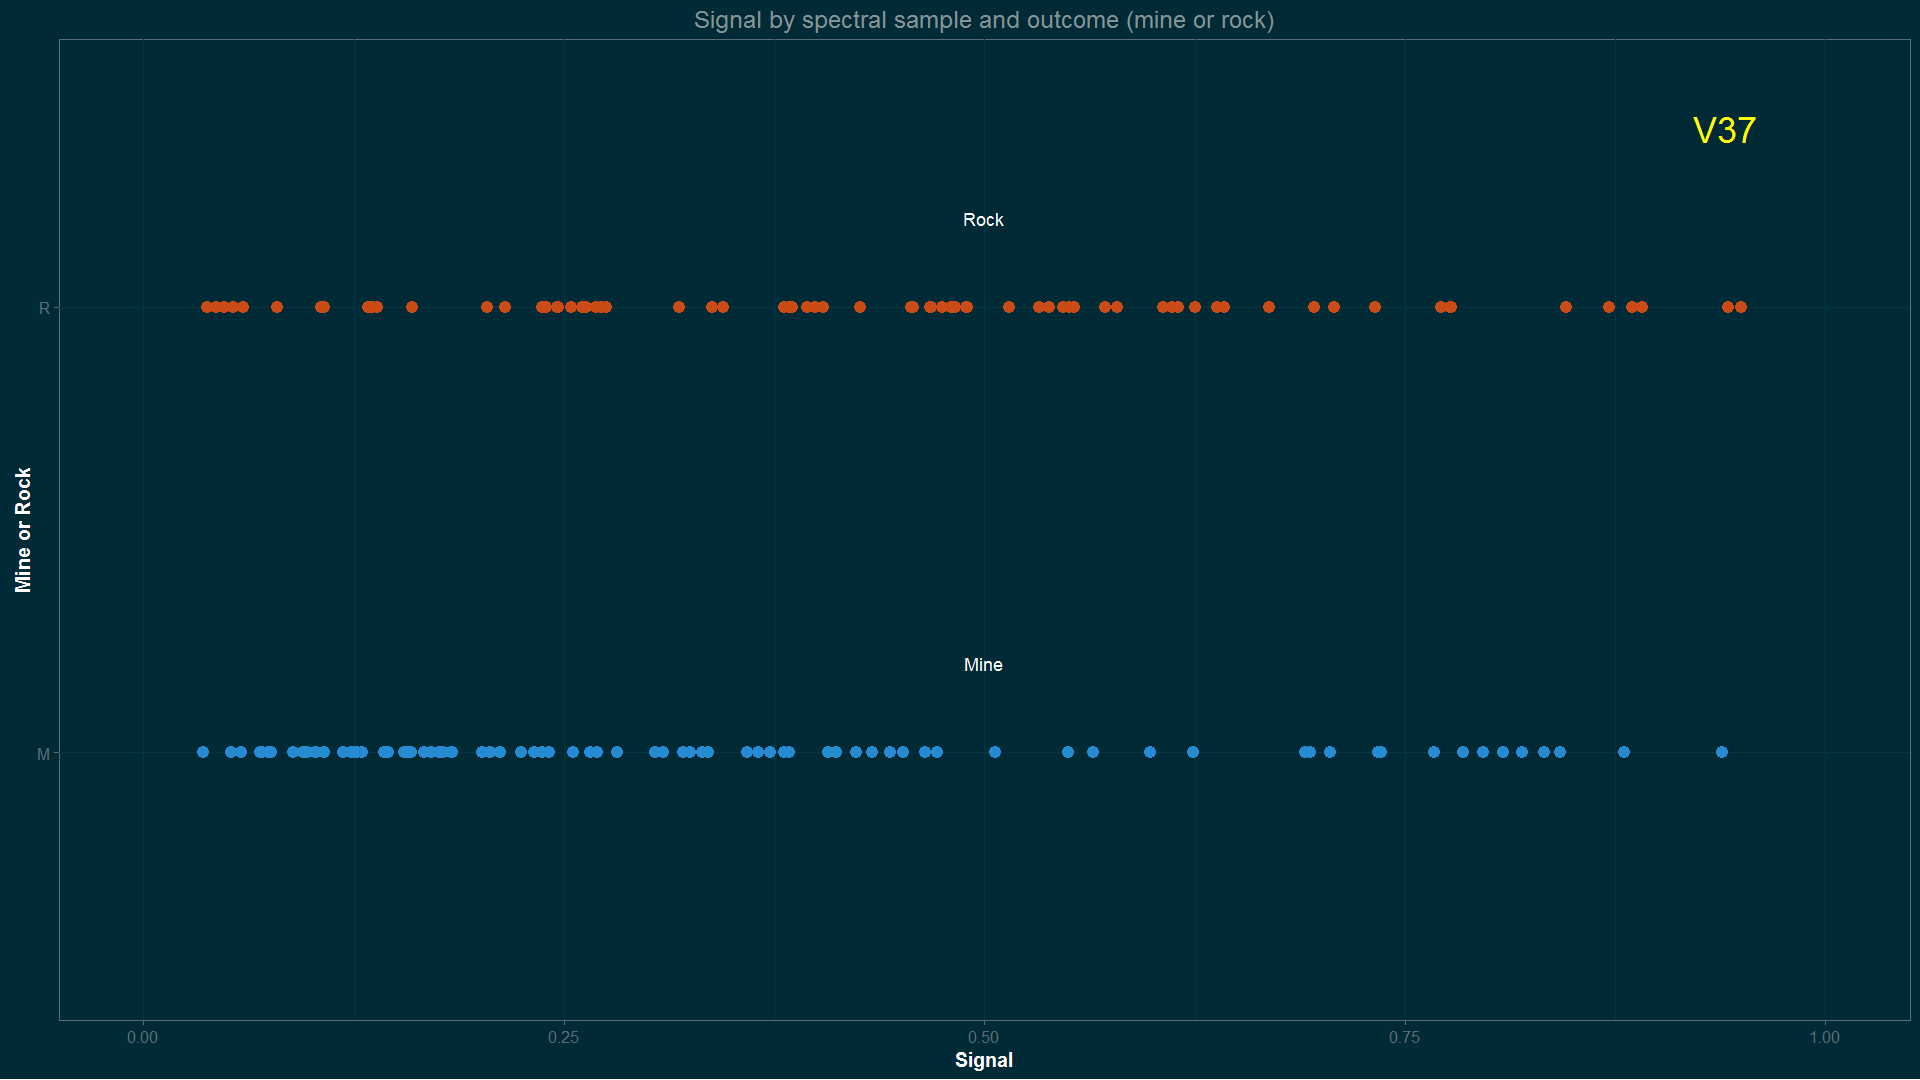 Signal by spectral sample and outcome (mine or rock)
V37
Rock
R
Mine or Rock
Mine
M
0.00 0.25 0.50 0.75 1.00
Signal